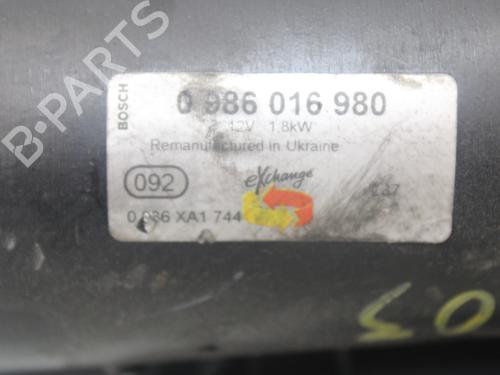 BOSCH
0 986 016 980
12V 1.8kW
Remanufactured in Ukraine
092
eXchange
0 986 XA1 744
B-PARTS